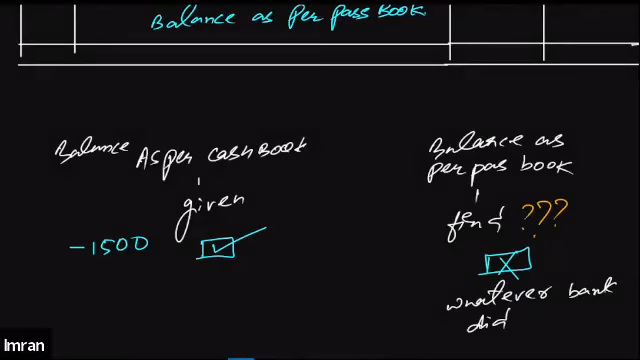 Balance as per pass Book
Balance As per cash Book
given
-1500
Balance as
per pas book
find ???
whatever bank
did
Imran